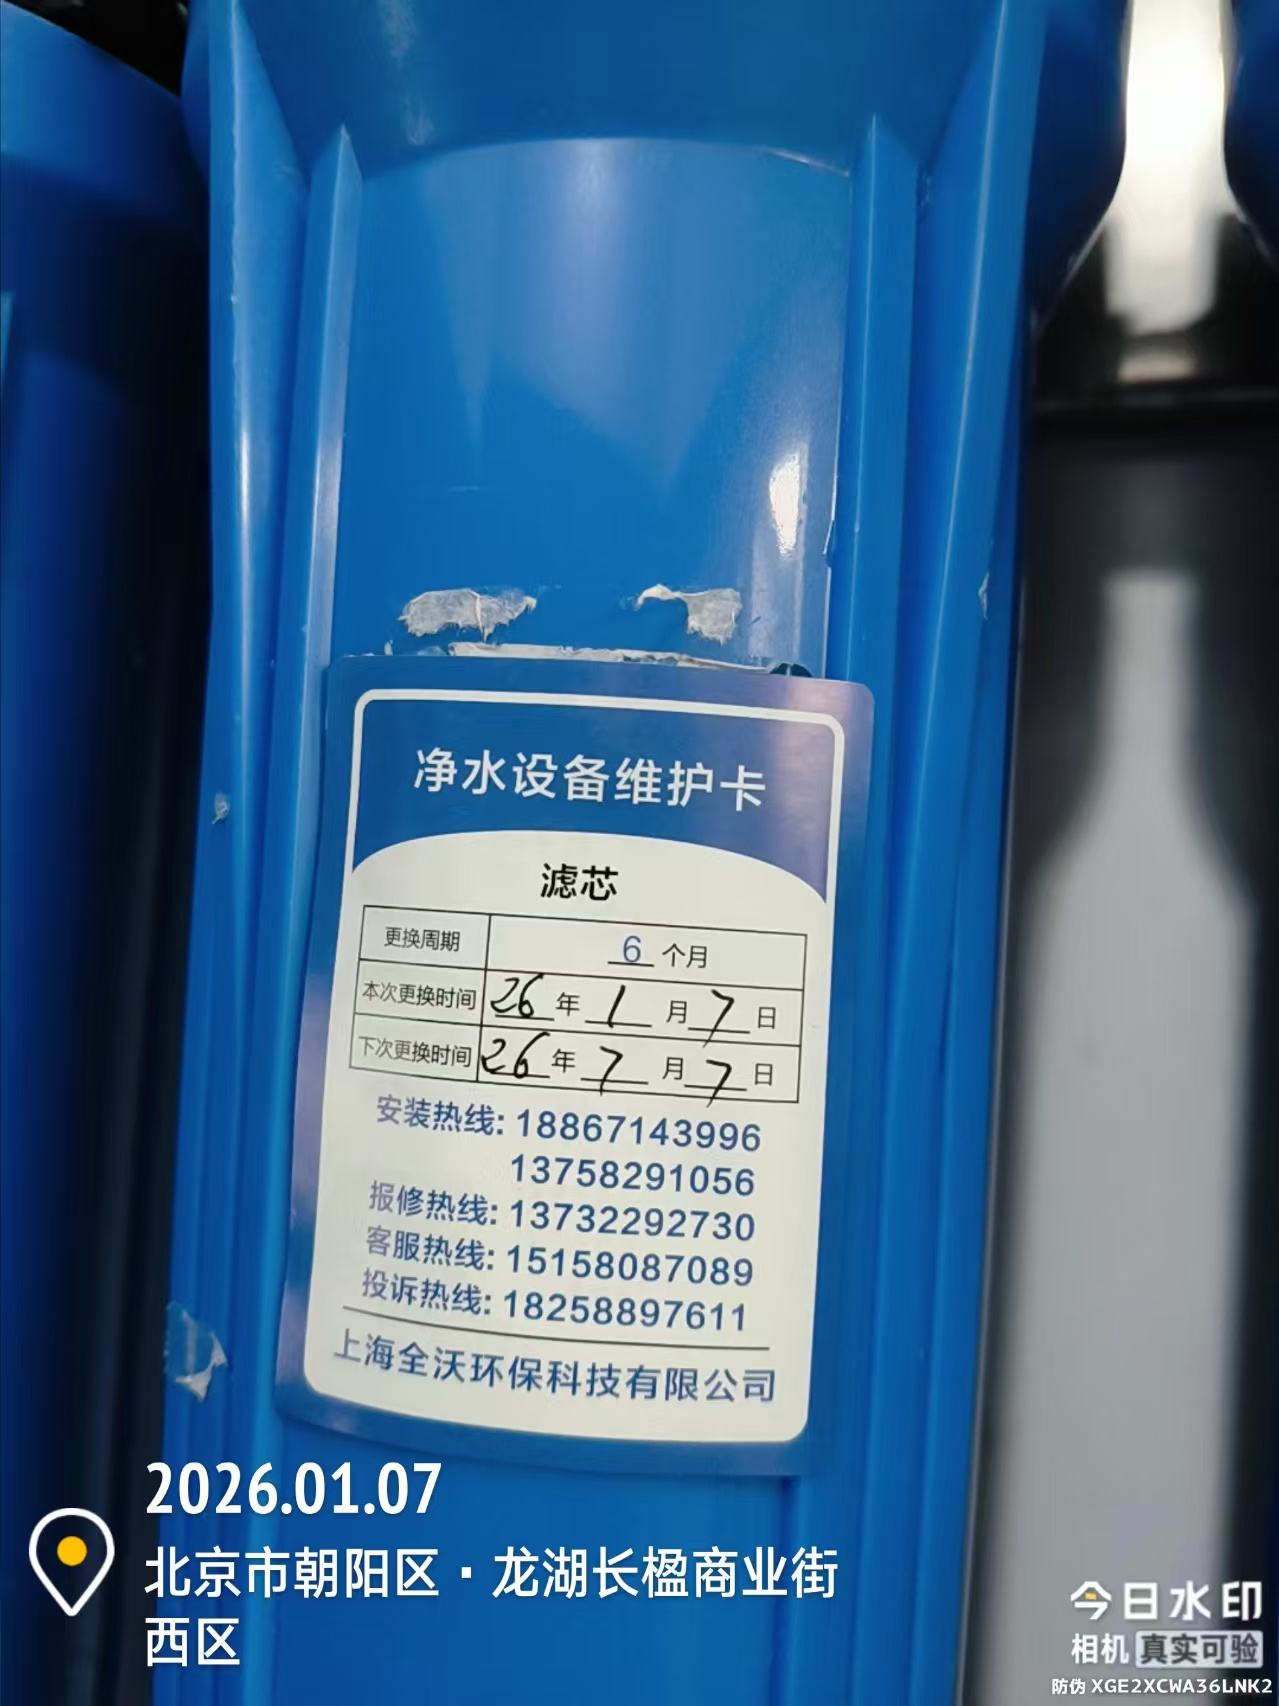 净水设备维护卡
滤芯
更换周期 6 个月
本次更换时间 26 年 1 月 7 日
下次更换时间 26 年 7 月 7 日
安装热线: 18867143996
13758291056
报修热线: 13732292730
客服热线: 15158087089
投诉热线: 18258897611
上海全沃环保科技有限公司
2026.01.07
北京市朝阳区·龙湖长楹商业街
西区
今日水印
相机 真实可验
防伪 XGE2XCWA36LNK2